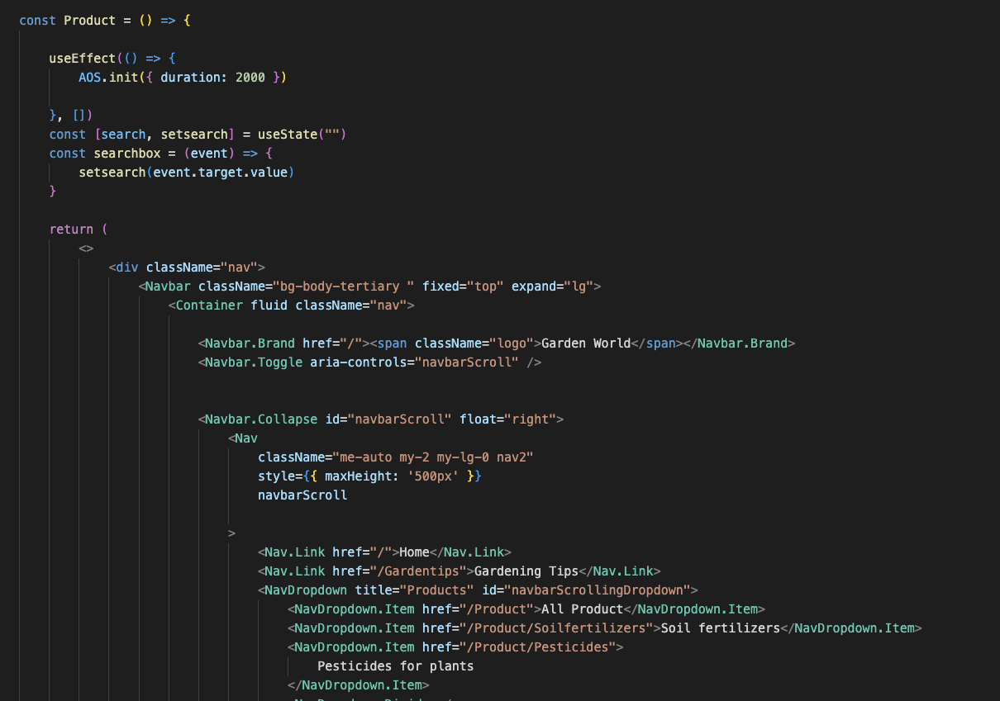 const Product = () => {
useEffect(() => {
AOS.init({ duration: 2000 })
}, [])
const [search, setsearch] = useState("")
const searchbox = (event) => {
setsearch(event.target.value)
}
return (
<>
<div className="nav">
<Navbar className="bg-body-tertiary " fixed="top" expand="lg">
<Container fluid className="nav">
<Navbar.Brand href="/"><span className="logo">Garden World</span></Navbar.Brand>
<Navbar.Toggle aria-controls="navbarScroll" />
<Navbar.Collapse id="navbarScroll" float="right">
<Nav
className="me-auto my-2 my-lg-0 nav2"
style={{ maxHeight: '500px' }}
navbarScroll
>
<Nav.Link href="/">Home</Nav.Link>
<Nav.Link href="/Gardentips">Gardening Tips</Nav.Link>
<NavDropdown title="Products" id="navbarScrollingDropdown">
<NavDropdown.Item href="/Product">All Product</NavDropdown.Item>
<NavDropdown.Item href="/Product/Soilfertilizers">Soil fertilizers</NavDropdown.Item>
<NavDropdown.Item href="/Product/Pesticides">
Pesticides for plants
</NavDropdown.Item>